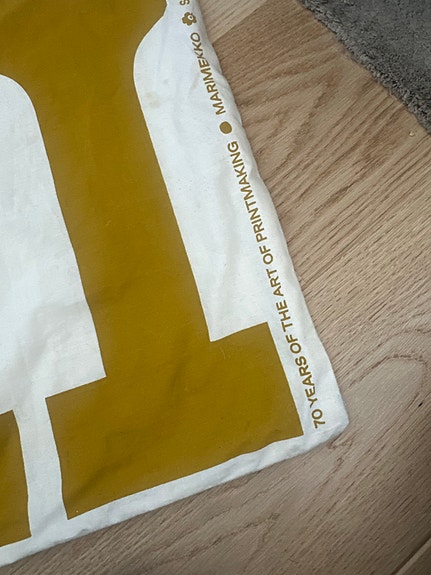 70 YEARS OF THE ART OF PRINTMAKING ● MARIMEKKO